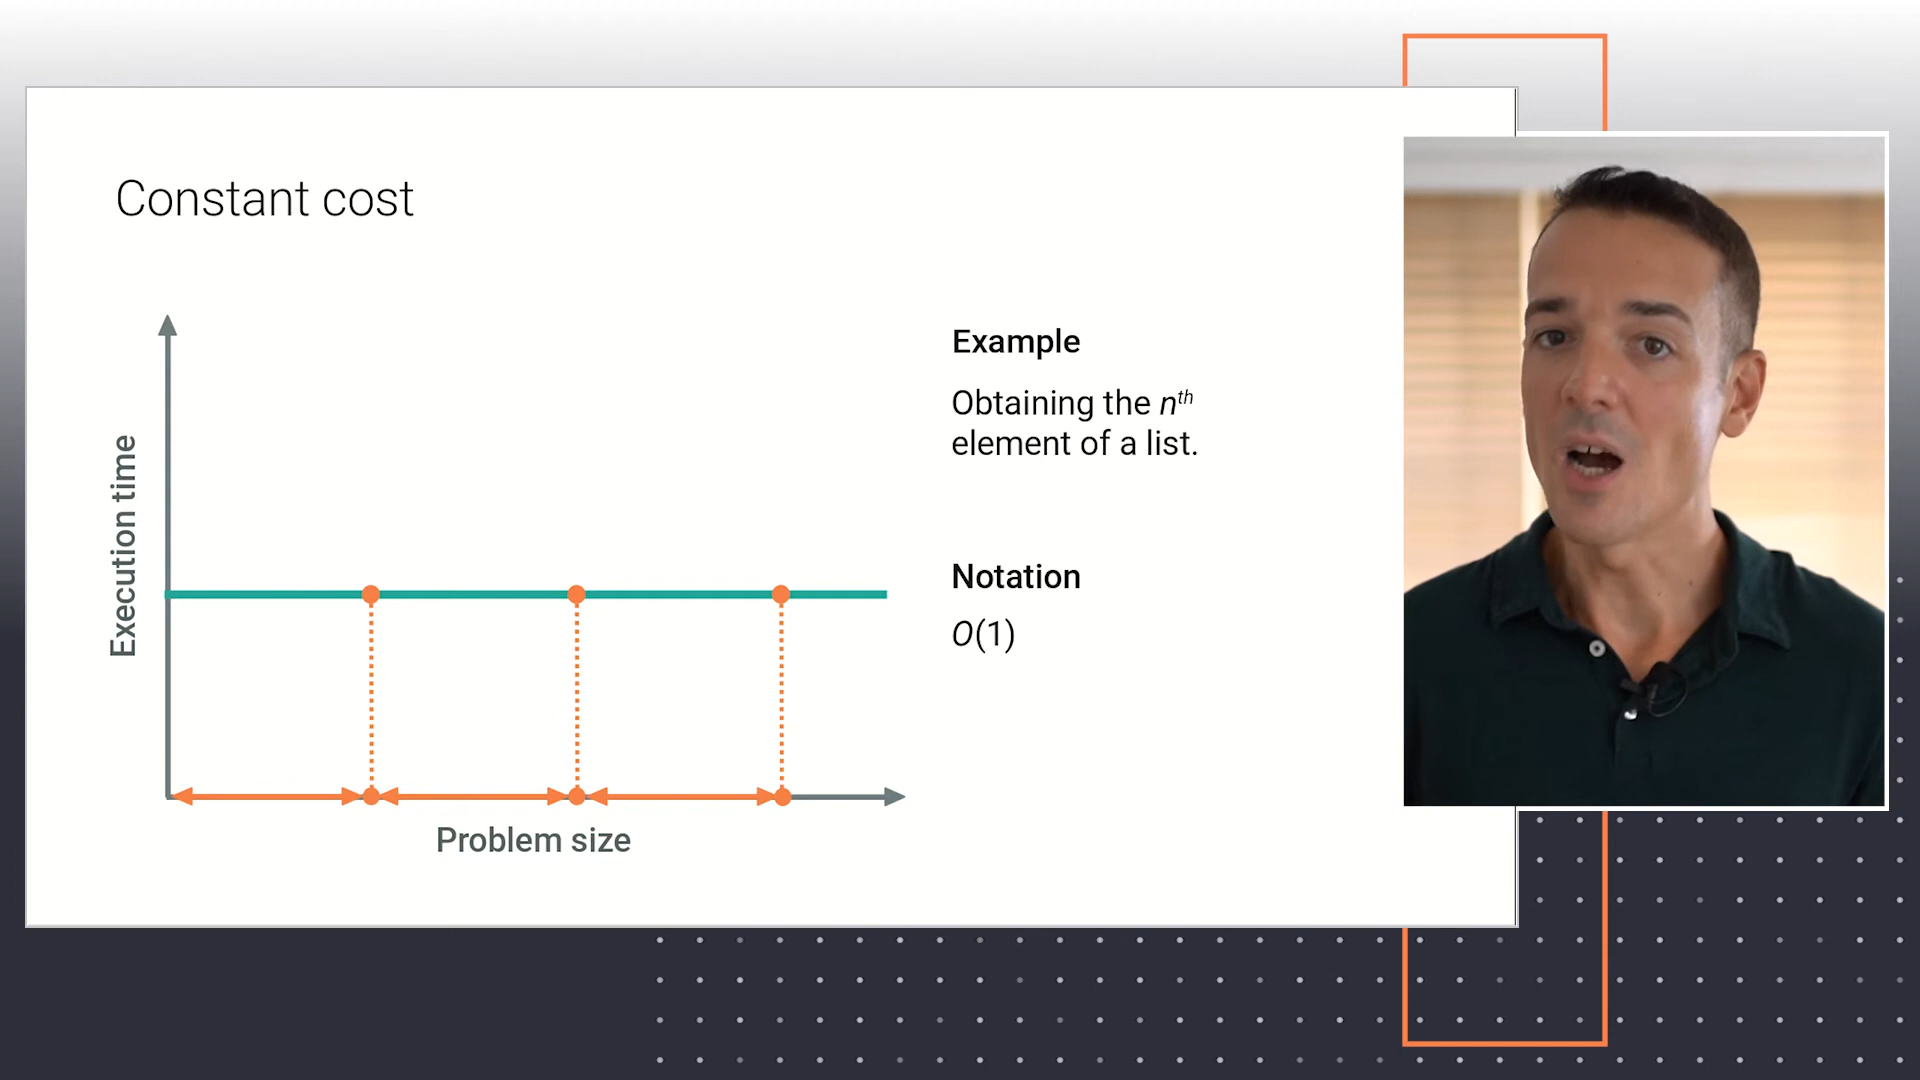 Constant cost
Execution time
Problem size
Example
Obtaining the nᵗʰ
element of a list.
Notation
O(1)